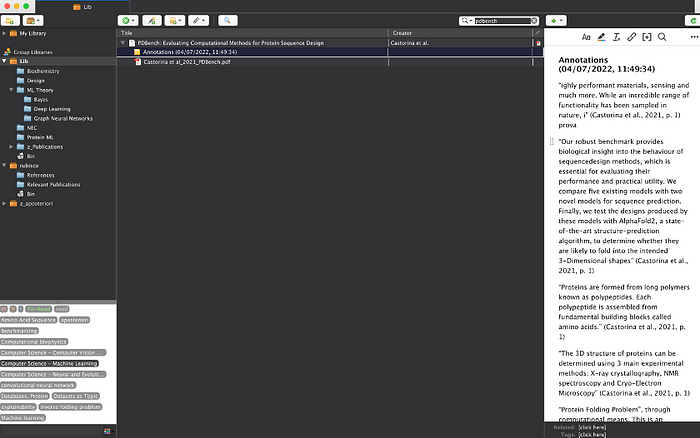 Lib
pdbench
My Library
Group Libraries
Lib
Biochemistry
Design
ML Theory
Bayes
Deep Learning
Graph Neural Networks
NEC
Protein ML
z_Publications
Bin
rubisco
References
Relevant Publications
Bin
z_aposteriori
Co-Read read
Amino Acid Sequence aposteriori
Benchmarking
Computational biophysics
Computer Science - Computer Vision ...
Computer Science - Machine Learning
Computer Science - Neural and Evoluti...
convolutional neural network
Databases, Protein Datasets as Topic
explainability inverse folding problem
Machine learning
Title Creator
PDBench: Evaluating Computational Methods for Protein Sequence Design Castorina et al.
Annotations (04/07/2022, 11:49:34)
Castorina et al_2021_PDBench.pdf
Aa
Annotations
(04/07/2022, 11:49:34)
"ighly performant materials, sensing and
much more. While an incredible range of
functionality has been sampled in
nature, i" (Castorina et al., 2021, p. 1)
prova
"Our robust benchmark provides
biological insight into the behaviour of
sequencedesign methods, which is
essential for evaluating their
performance and practical utility. We
compare five existing models with two
novel models for sequence prediction.
Finally, we test the designs produced by
these models with AlphaFold2, a state-
of-the-art structure-prediction
algorithm, to determine whether they
are likely to fold into the intended
3-Dimensional shapes" (Castorina et al.,
2021, p. 1)
"Proteins are formed from long polymers
known as polypeptides. Each
polypeptide is assembled from
fundamental building blocks called
amino acids." (Castorina et al., 2021, p.
1)
"The 3D structure of proteins can be
determined using 3 main experimental
methods: X-ray crystallography, NMR
spectroscopy and Cryo-Electron
Microscopy" (Castorina et al., 2021, p. 1)
"Protein Folding Problem", through
computational means. This is an
Related: [click here]
Tags: [click here]